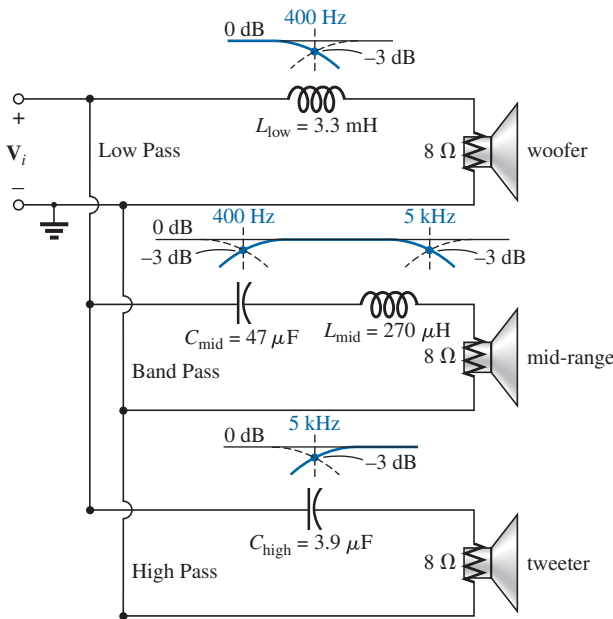 400 Hz
0 dB
–3 dB
+
V_i
–
L_low = 3.3 mH
Low Pass
8 Ω
woofer
400 Hz
5 kHz
0 dB
–3 dB
–3 dB
C_mid = 47 μF
L_mid = 270 μH
8 Ω
mid-range
Band Pass
5 kHz
0 dB
–3 dB
C_high = 3.9 μF
8 Ω
tweeter
High Pass